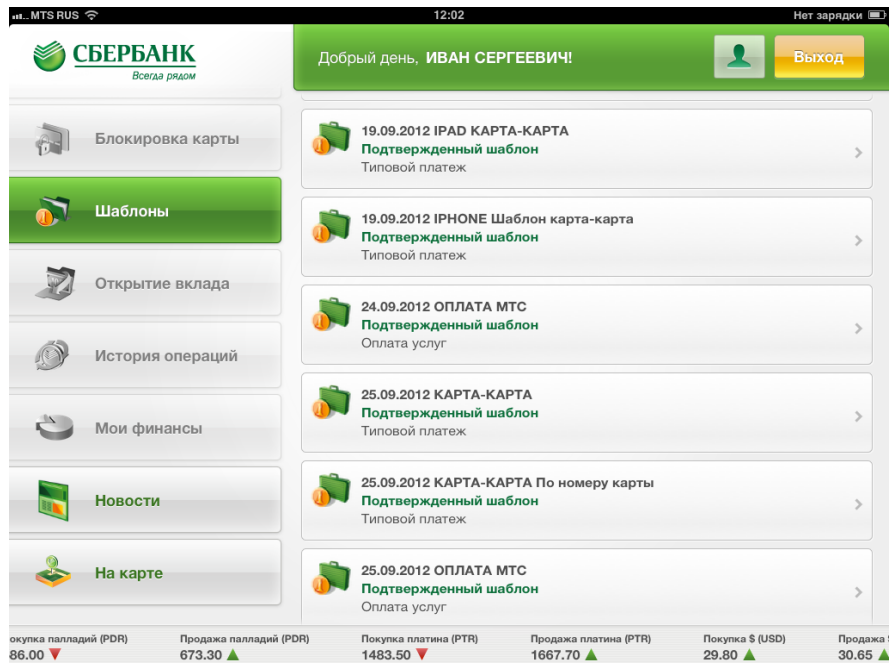 MTS RUS
12:02
Нет зарядки
СБЕРБАНК
Всегда рядом
Добрый день, ИВАН СЕРГЕЕВИЧ!
Выход
Блокировка карты
Шаблоны
Открытие вклада
История операций
Мои финансы
Новости
На карте
19.09.2012 IPAD КАРТА-КАРТА
Подтвержденный шаблон
Типовой платеж
19.09.2012 IPHONE Шаблон карта-карта
Подтвержденный шаблон
Типовой платеж
24.09.2012 ОПЛАТА МТС
Подтвержденный шаблон
Оплата услуг
25.09.2012 КАРТА-КАРТА
Подтвержденный шаблон
Типовой платеж
25.09.2012 КАРТА-КАРТА По номеру карты
Подтвержденный шаблон
Типовой платеж
25.09.2012 ОПЛАТА МТС
Подтвержденный шаблон
Оплата услуг
окупка палладий (PDR)
86.00
Продажа палладий (PDR)
673.30
Покупка платина (PTR)
1483.50
Продажа платина (PTR)
1667.70
Покупка $ (USD)
29.80
Продажа $
30.65